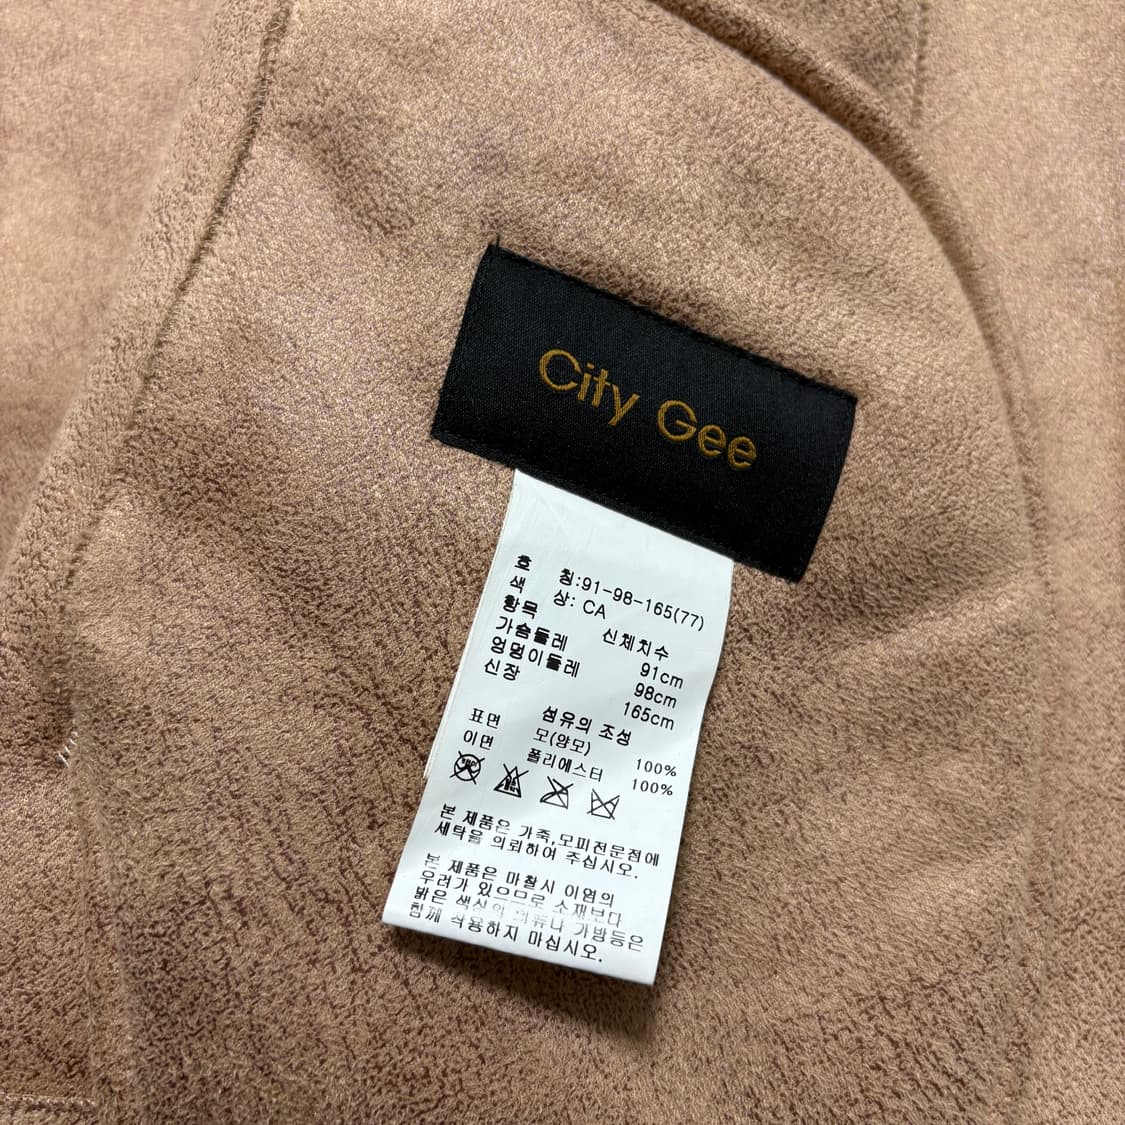 City Gee
호 칭:91-98-165(77)
색 상: CA
항목 신체치수
가슴둘레 91cm
엉덩이둘레 98cm
신장 165cm
섬유의 조성
표면 모(양모) 100%
이면 폴리에스터 100%
본 제품은 가죽,모피전문점에
세탁을 의뢰하여 주십시오.
본 제품은 마찰시 이염의
우려가 있으므로 소재보다
밝은 색상의 의류나 가방등은
함께 착용하지 마십시오.